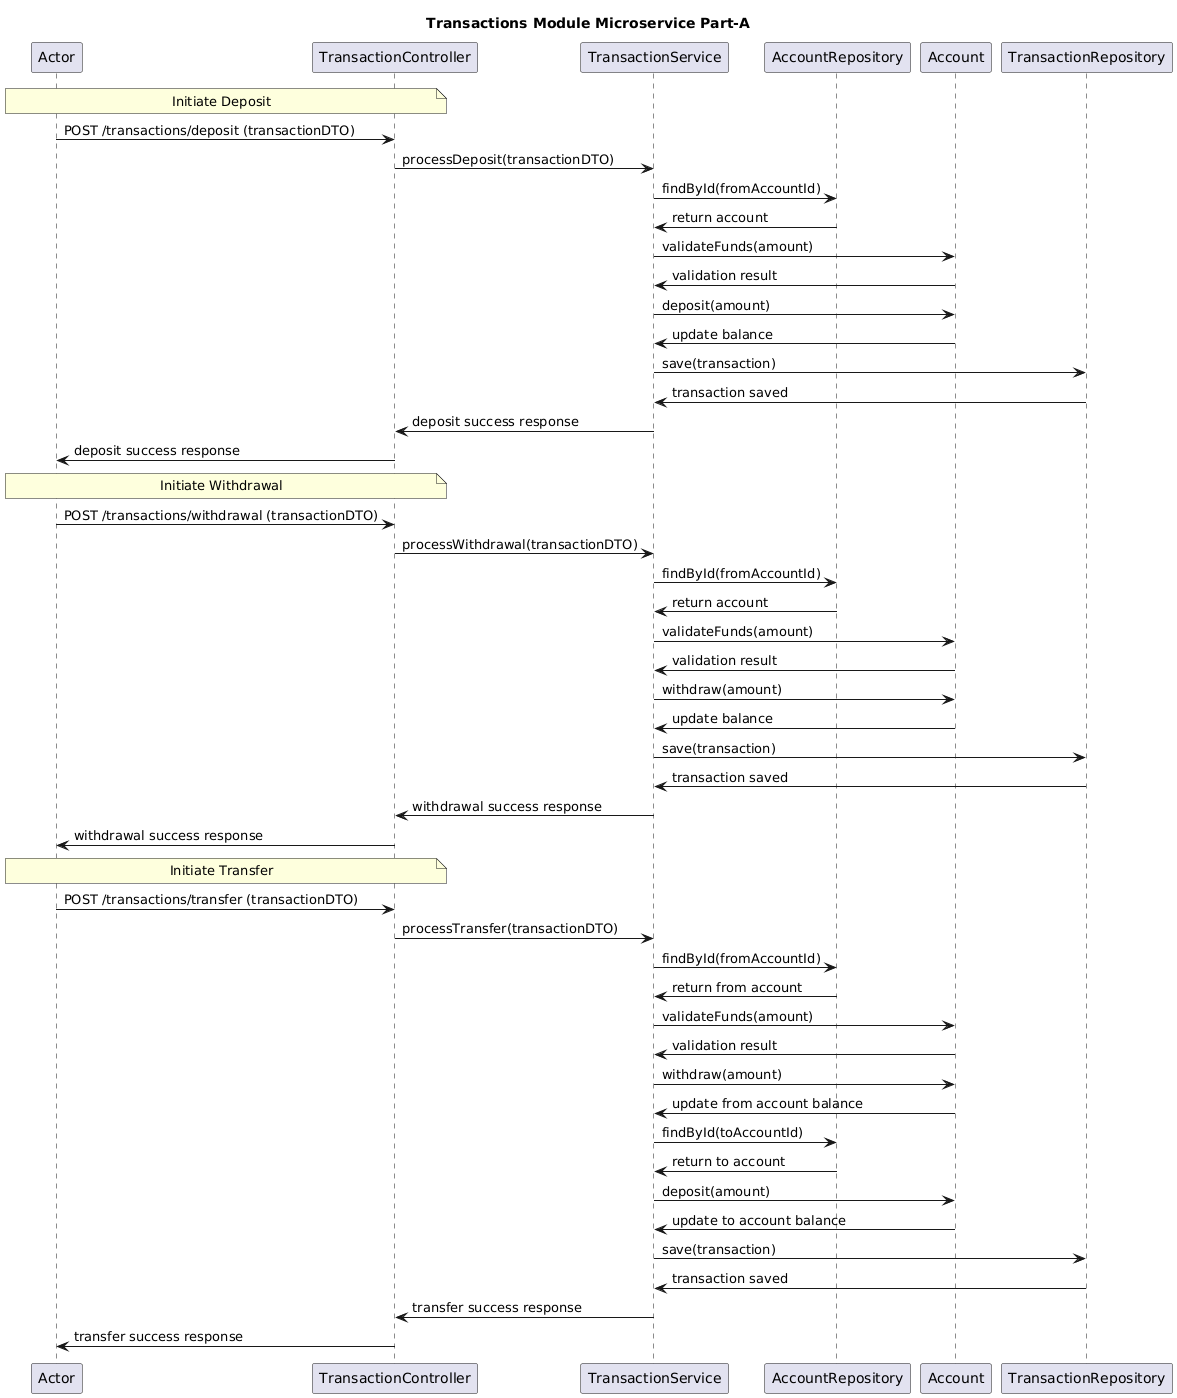 Transactions Module Microservice Part-A
Actor TransactionController TransactionService AccountRepository Account TransactionRepository
Initiate Deposit
POST /transactions/deposit (transactionDTO)
processDeposit(transactionDTO)
findById(fromAccountId)
return account
validateFunds(amount)
validation result
deposit(amount)
update balance
save(transaction)
transaction saved
deposit success response
deposit success response
Initiate Withdrawal
POST /transactions/withdrawal (transactionDTO)
processWithdrawal(transactionDTO)
findById(fromAccountId)
return account
validateFunds(amount)
validation result
withdraw(amount)
update balance
save(transaction)
transaction saved
withdrawal success response
withdrawal success response
Initiate Transfer
POST /transactions/transfer (transactionDTO)
processTransfer(transactionDTO)
findById(fromAccountId)
return from account
validateFunds(amount)
validation result
withdraw(amount)
update from account balance
findById(toAccountId)
return to account
deposit(amount)
update to account balance
save(transaction)
transaction saved
transfer success response
transfer success response
Actor TransactionController TransactionService AccountRepository Account TransactionRepository